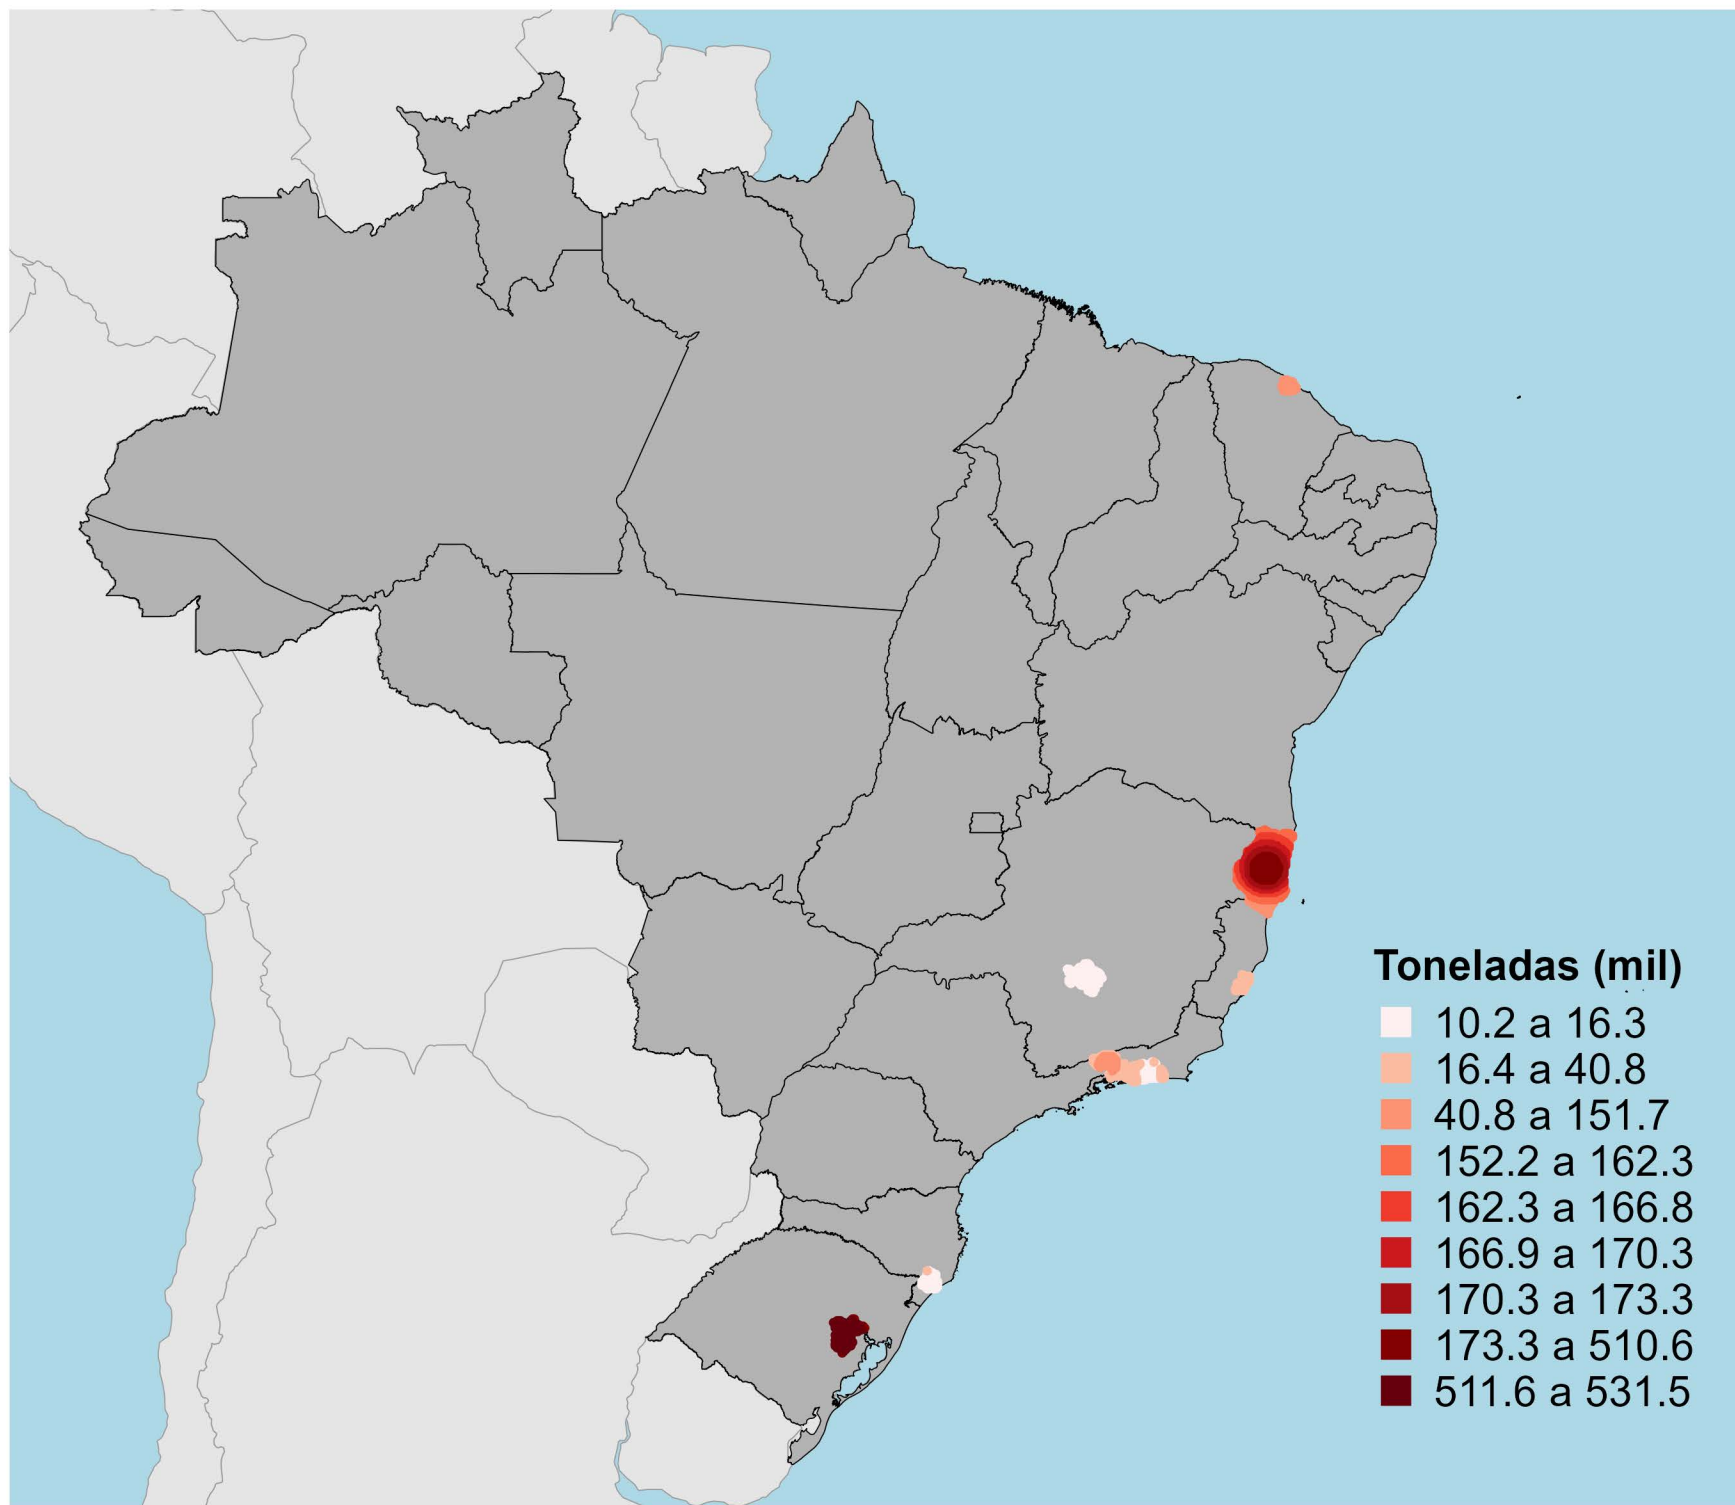 Toneladas (mil)
10.2 a 16.3
16.4 a 40.8
40.8 a 151.7
152.2 a 162.3
162.3 a 166.8
166.9 a 170.3
170.3 a 173.3
173.3 a 510.6
511.6 a 531.5